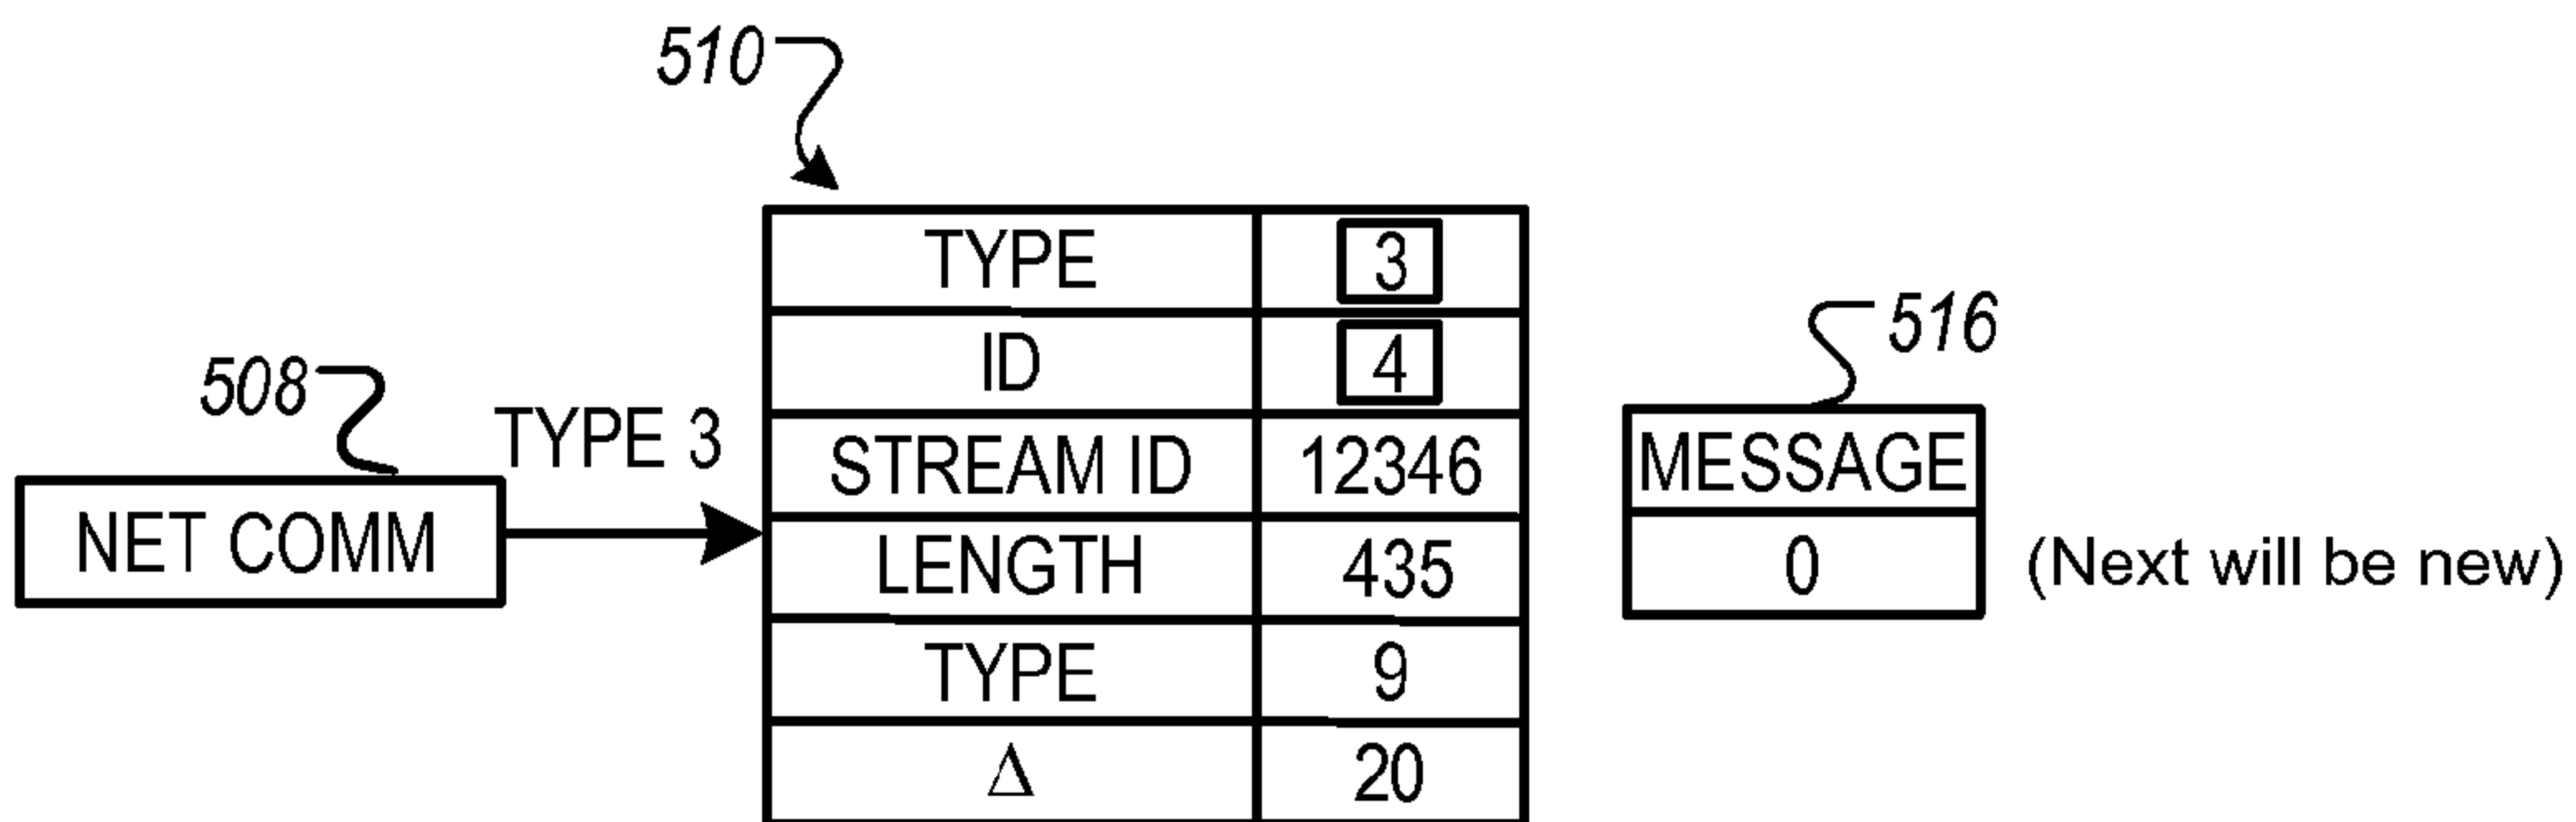 510
TYPE 3
ID 4
516
508
TYPE 3
STREAM ID 12346
MESSAGE
NET COMM
LENGTH 435
0 (Next will be new)
TYPE 9
Δ 20